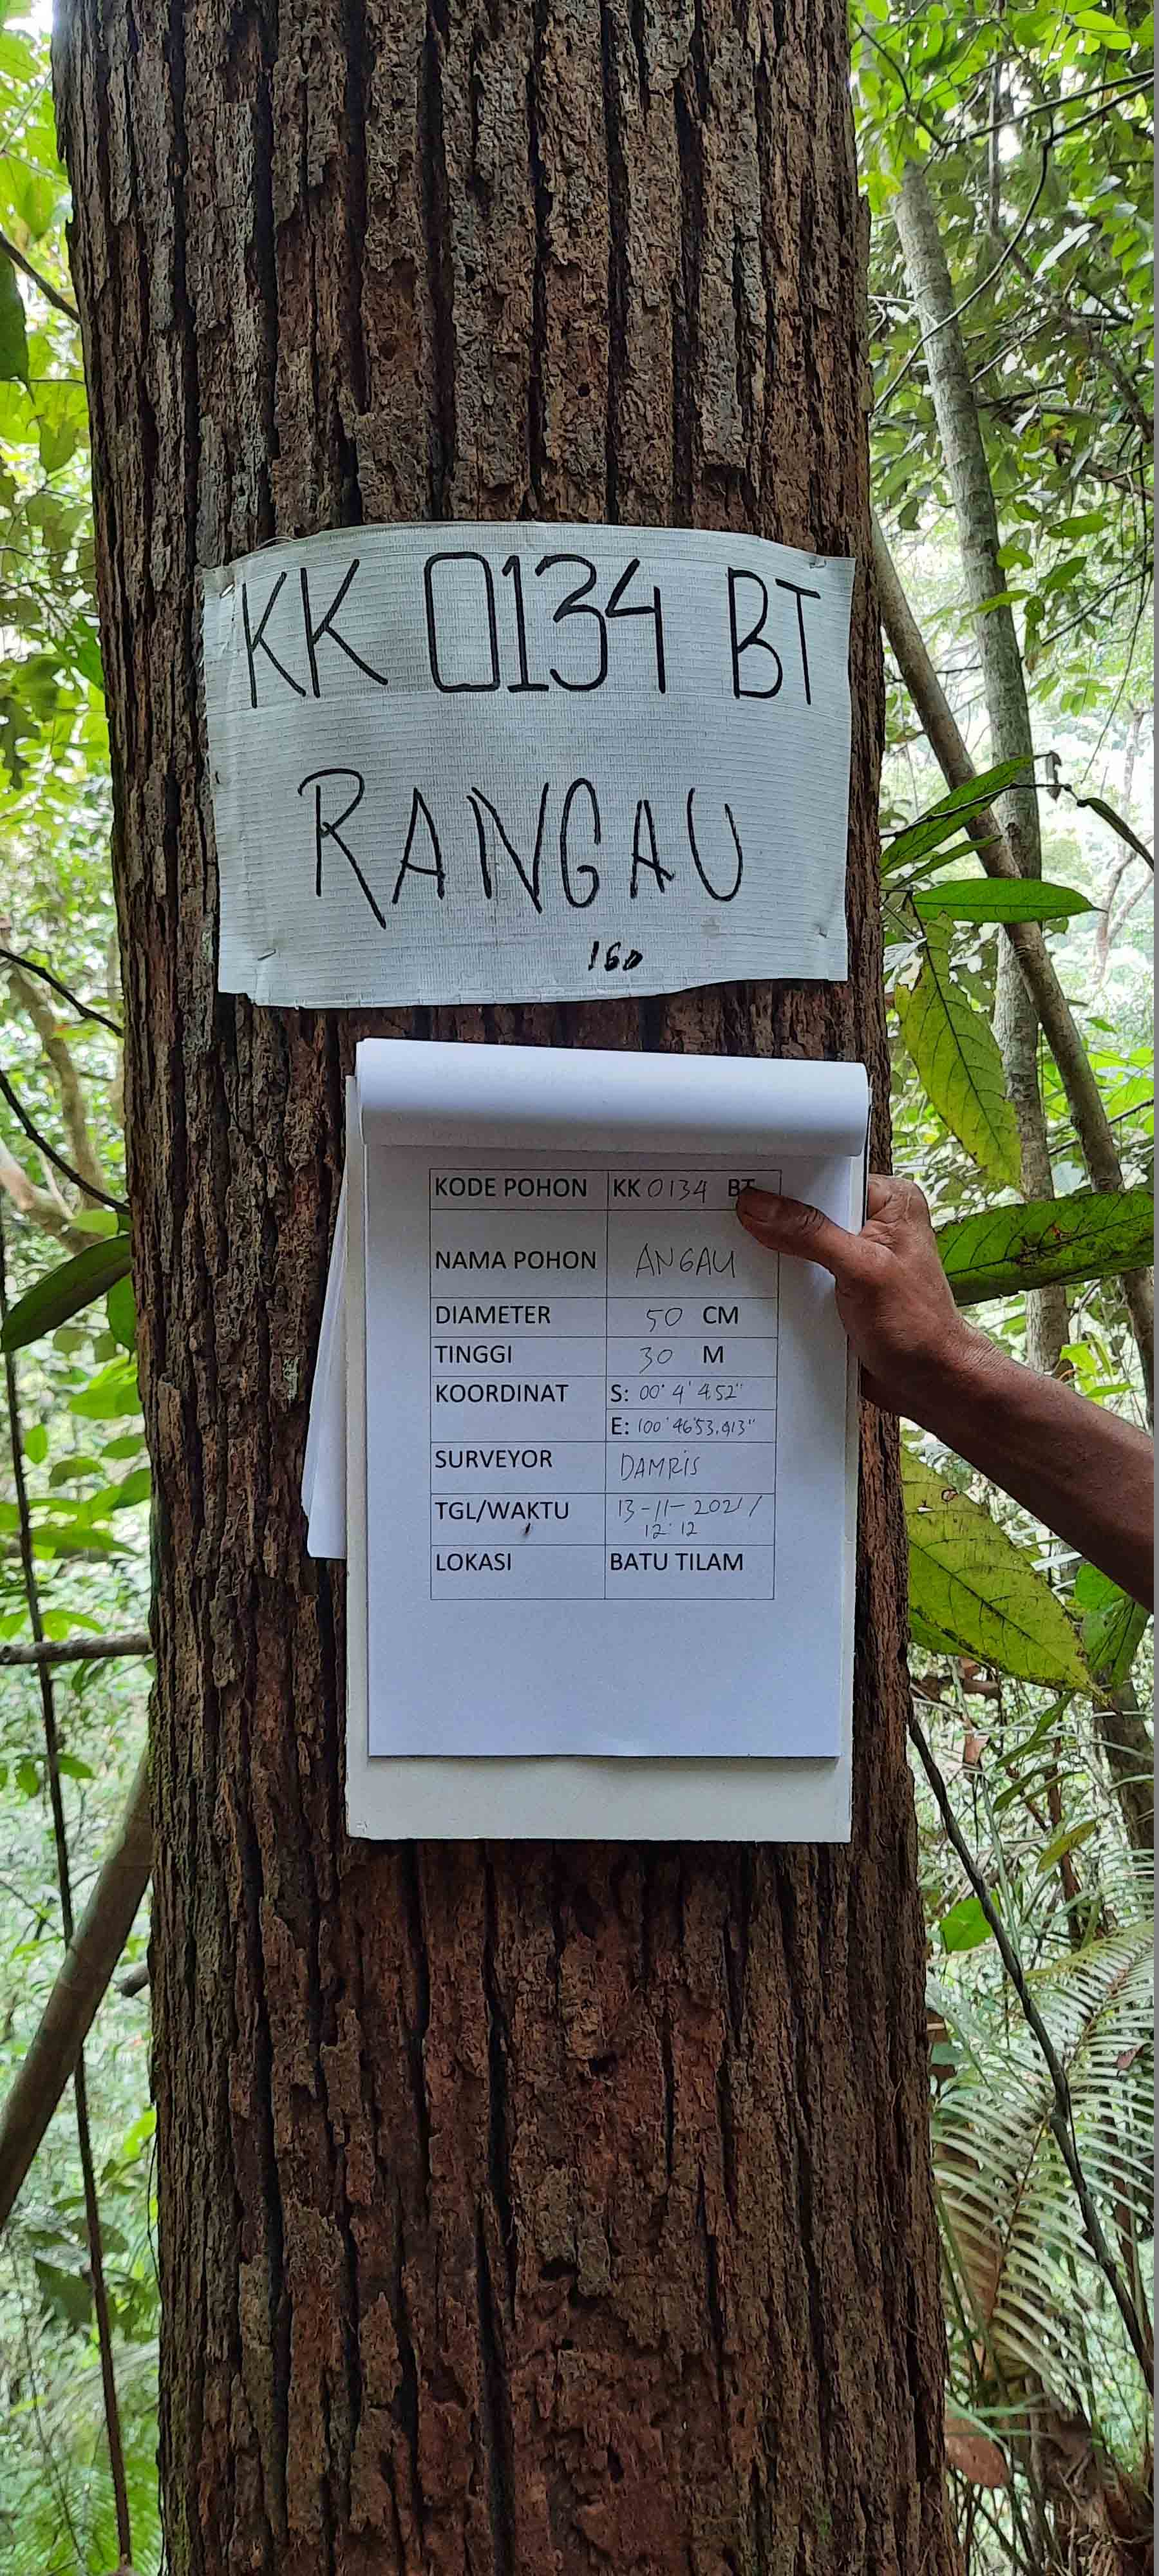 KK 0134 BT
RANGAU
160
KODE POHON KK 0134 BT
NAMA POHON ANGAU
DIAMETER 50 CM
TINGGI 30 M
KOORDINAT S: 00° 4' 4.52"
E: 100° 46'53.913"
SURVEYOR DAMRIS
TGL/WAKTU 13-11-2021/
12:12
LOKASI BATU TILAM